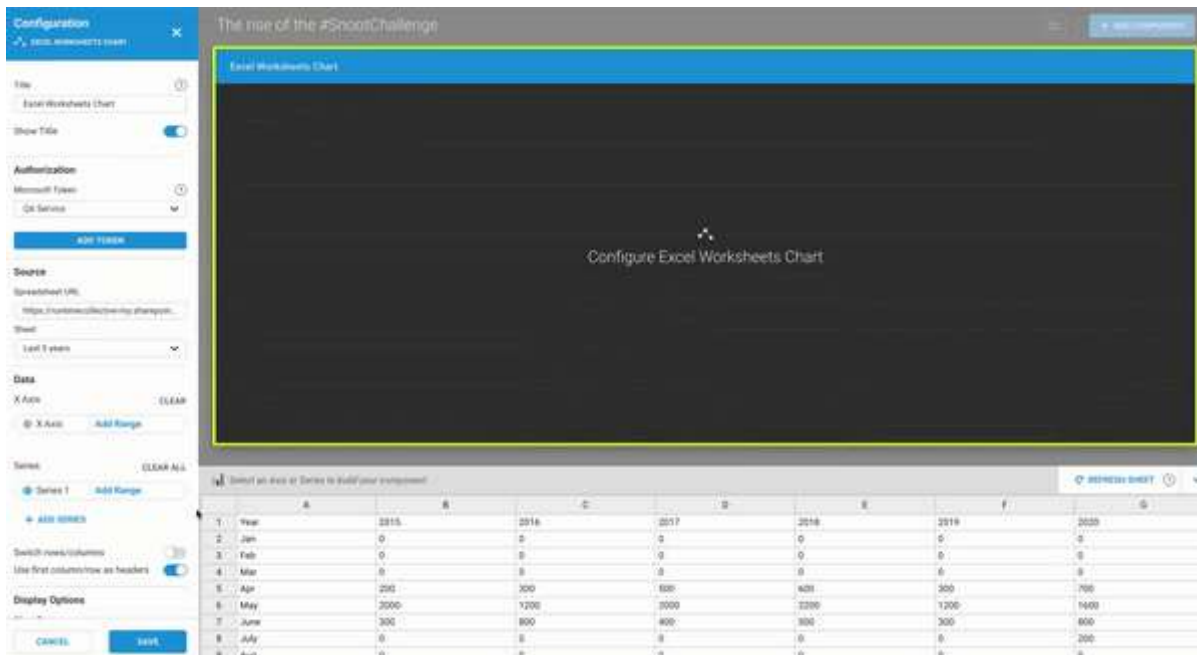 Configuration
EXCEL WORKSHEETS CHART
Title
Excel Worksheets Chart
Show Title
Authorization
Microsoft Token
QA Service
ADD TOKEN
Source
Spreadsheet URL
Sheet
Last 5 years
Data
X Axis CLEAR
X Axis Add Range
Series CLEAR ALL
Series 1 Add Range
+ ADD SERIES
Switch rows/columns
Use first column/row as headers
Display Options
CANCEL SAVE
The rise of the #SnootChallenge
+ ADD COMPONENT
Excel Worksheets Chart
Configure Excel Worksheets Chart
Select an Axis or Series to build your component
REFRESH SHEET
A B C D E F G
1 Year 2015 2016 2017 2018 2019 2020
2 Jan 0 0 0 0 0 0
3 Feb 0 0 0 0 0 0
4 Mar 0 0 0 0 0 0
5 Apr 200 300 500 600 300 700
6 May 2000 1200 2000 2200 1200 1600
7 June 300 800 400 500 300 800
8 July 0 0 0 0 0 200